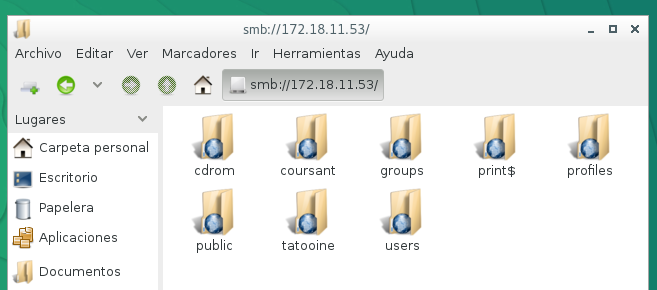 smb://172.18.11.53/
Archivo Editar Ver Marcadores Ir Herramientas Ayuda
smb://172.18.11.53/
Lugares
Carpeta personal
Escritorio
Papelera
Aplicaciones
Documentos
cdrom coursant groups print$ profiles
public tatooine users